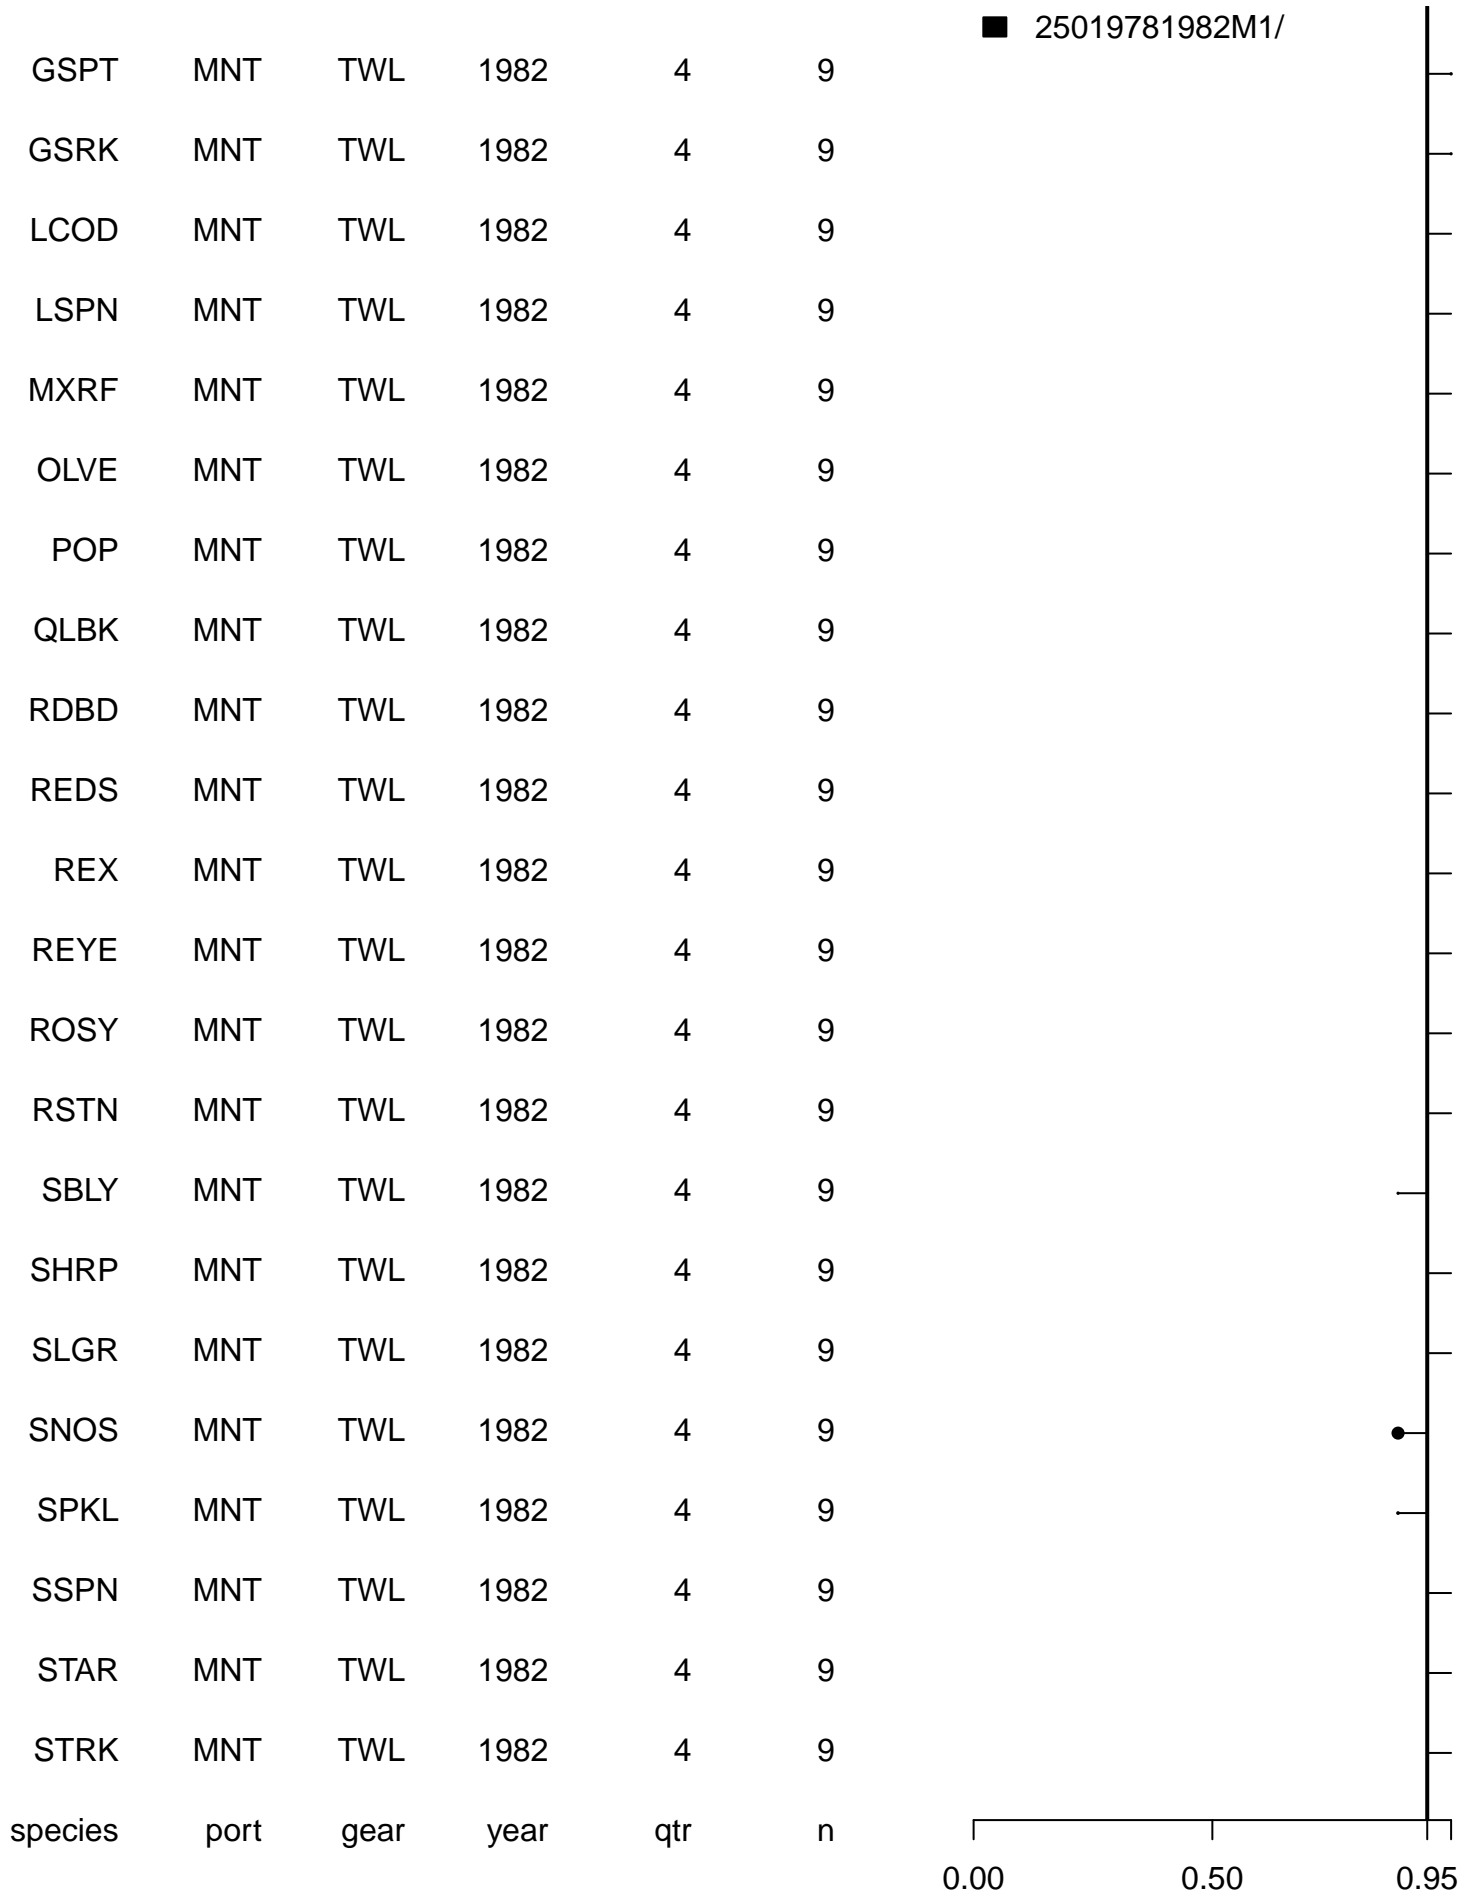 25019781982M1/
GSPT MNT TWL 1982 4 9
GSRK MNT TWL 1982 4 9
LCOD MNT TWL 1982 4 9
LSPN MNT TWL 1982 4 9
MXRF MNT TWL 1982 4 9
OLVE MNT TWL 1982 4 9
POP MNT TWL 1982 4 9
QLBK MNT TWL 1982 4 9
RDBD MNT TWL 1982 4 9
REDS MNT TWL 1982 4 9
REX MNT TWL 1982 4 9
REYE MNT TWL 1982 4 9
ROSY MNT TWL 1982 4 9
RSTN MNT TWL 1982 4 9
SBLY MNT TWL 1982 4 9
SHRP MNT TWL 1982 4 9
SLGR MNT TWL 1982 4 9
SNOS MNT TWL 1982 4 9
SPKL MNT TWL 1982 4 9
SSPN MNT TWL 1982 4 9
STAR MNT TWL 1982 4 9
STRK MNT TWL 1982 4 9
species port gear year qtr n
0.00 0.50 0.95